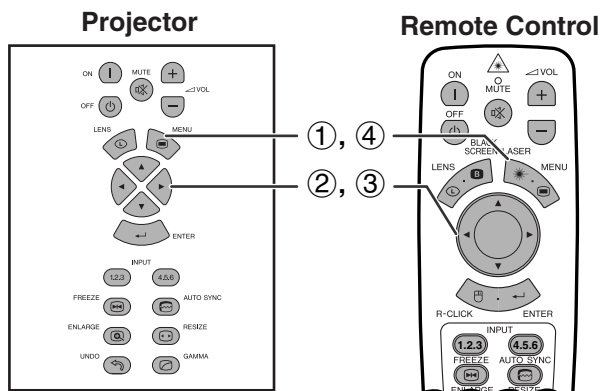 Projector
Remote Control
ON
MUTE
VOL
OFF
LENS
MENU
L
ENTER
INPUT
1.2.3
4.5.6
FREEZE
AUTO SYNC
ENLARGE
RESIZE
UNDO
GAMMA
①, ④
②, ③
ON
MUTE
VOL
OFF
BLACK
SCREEN LASER
LENS
B
MENU
L
R-CLICK
ENTER
INPUT
1.2.3
4.5.6
FREEZE
AUTO SYNC
ENLARGE
RESIZE